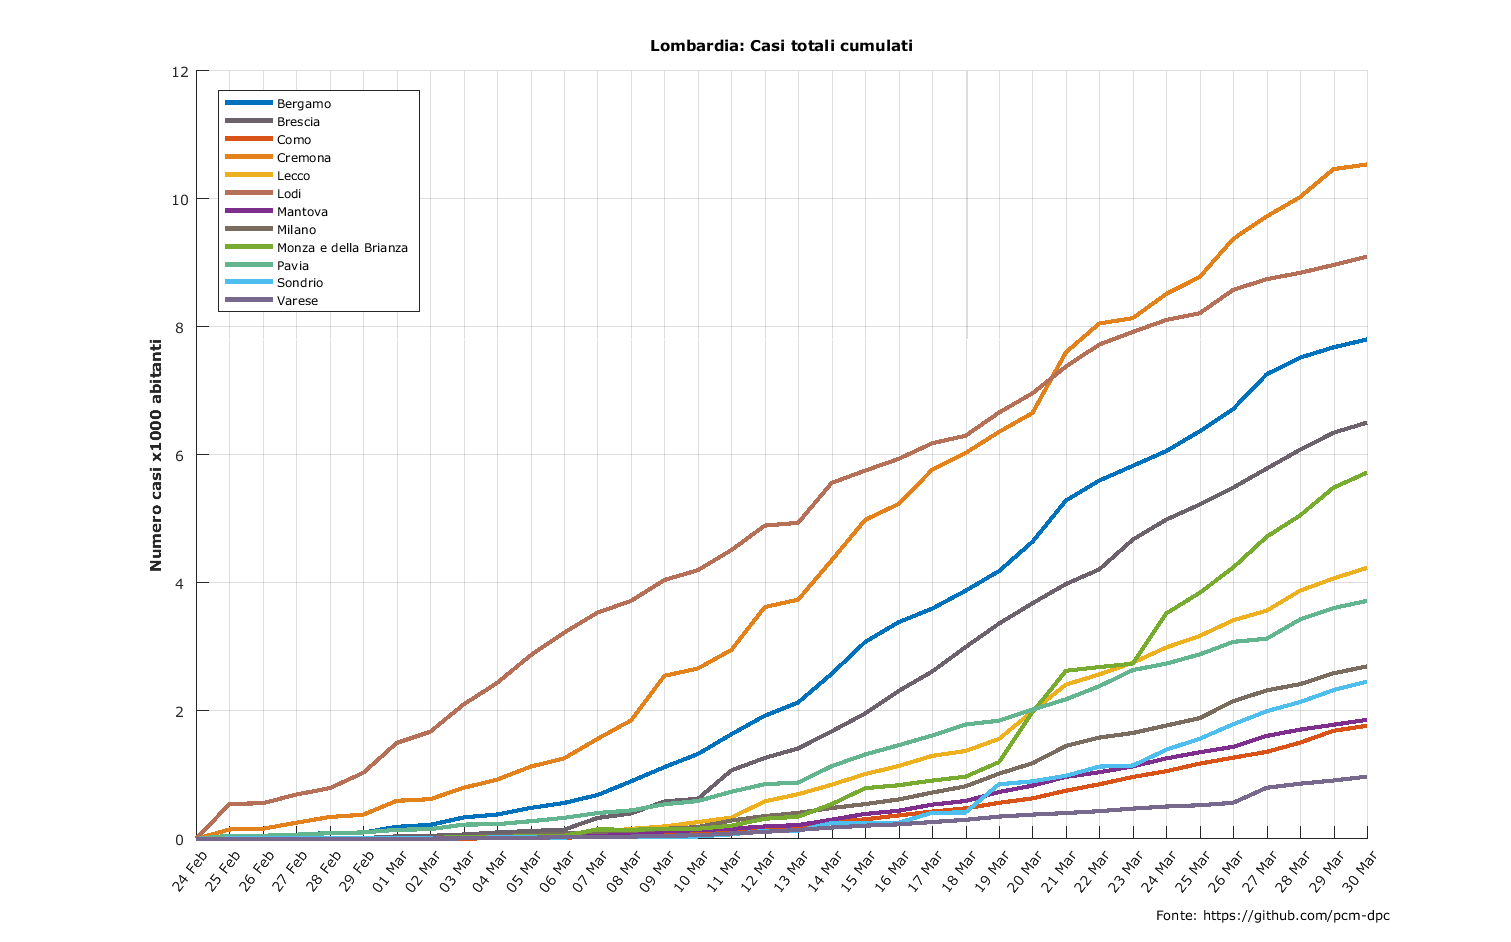 Lombardia: Casi totali cumulati
Numero casi x1000 abitanti
12
10
8
6
4
2
0
Bergamo
Brescia
Como
Cremona
Lecco
Lodi
Mantova
Milano
Monza e della Brianza
Pavia
Sondrio
Varese
24 Feb
25 Feb
26 Feb
27 Feb
28 Feb
29 Feb
01 Mar
02 Mar
03 Mar
04 Mar
05 Mar
06 Mar
07 Mar
08 Mar
09 Mar
10 Mar
11 Mar
12 Mar
13 Mar
14 Mar
15 Mar
16 Mar
17 Mar
18 Mar
19 Mar
20 Mar
21 Mar
22 Mar
23 Mar
24 Mar
25 Mar
26 Mar
27 Mar
28 Mar
29 Mar
30 Mar
Fonte: https://github.com/pcm-dpc